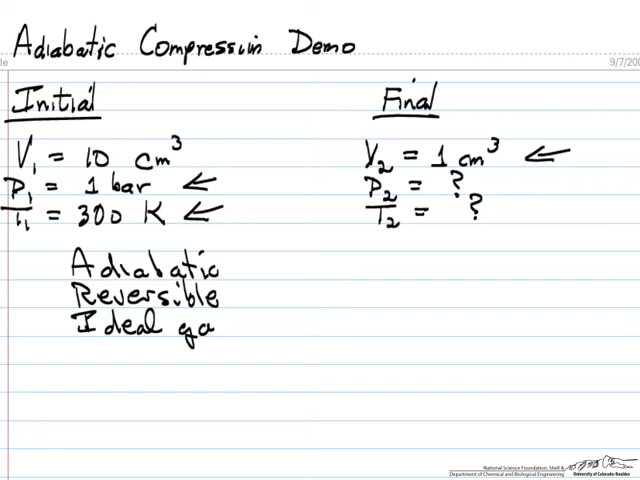 Adiabatic Compressin Demo
de
9/7/200
Initial
V₁ = 10 cm³
P₁ = 1 bar
T₁ = 300 K
Adiabatic
Reversible
Ideal ga
Final
V₂ = 1 cm³
P₂ = ?
T₂ = ?
National Science Foundation, Shell &
Department of Chemical and Biological Engineering
University of Colorado Boulder